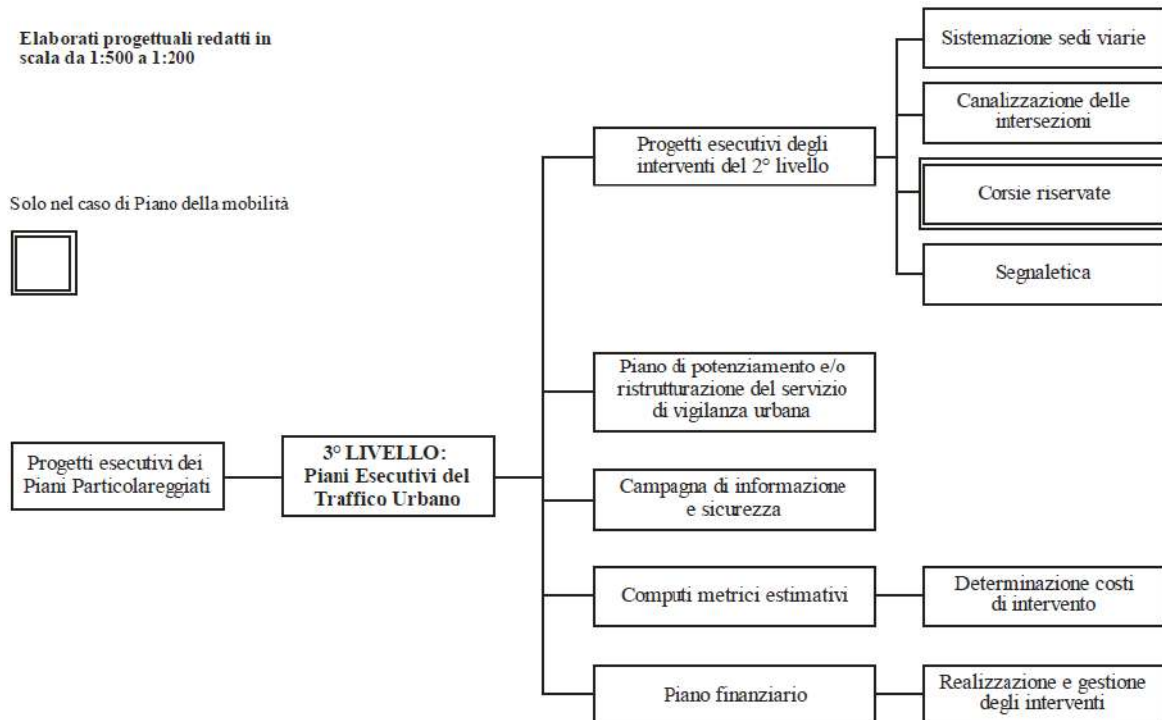 Elaborati progettuali redatti in
scala da 1:500 a 1:200
Solo nel caso di Piano della mobilità
Progetti esecutivi dei
Piani Particolareggiati
3° LIVELLO:
Piani Esecutivi del
Traffico Urbano
Progetti esecutivi degli
interventi del 2° livello
Sistemazione sedi viarie
Canalizzazione delle
intersezioni
Corsie riservate
Segnaletica
Piano di potenziamento e/o
ristrutturazione del servizio
di vigilanza urbana
Campagna di informazione
e sicurezza
Computi metrici estimativi
Determinazione costi
di intervento
Piano finanziario
Realizzazione e gestione
degli interventi